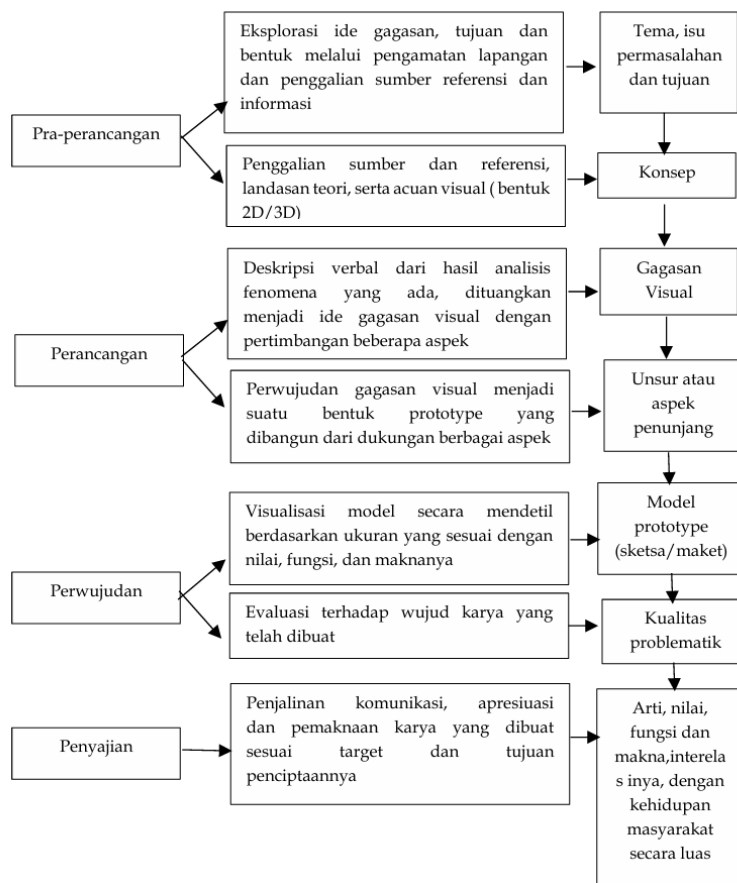 Eksplorasi ide gagasan, tujuan dan
bentuk melalui pengamatan lapangan
dan penggalian sumber referensi dan
informasi
Tema, isu
permasalahan
dan tujuan
Pra-perancangan
Penggalian sumber dan referensi,
landasan teori, serta acuan visual ( bentuk
2D/3D)
Konsep
Deskripsi verbal dari hasil analisis
fenomena yang ada, dituangkan
menjadi ide gagasan visual dengan
pertimbangan beberapa aspek
Gagasan
Visual
Perancangan
Perwujudan gagasan visual menjadi
suatu bentuk prototype yang
dibangun dari dukungan berbagai aspek
Unsur atau
aspek
penunjang
Visualisasi model secara mendetil
berdasarkan ukuran yang sesuai dengan
nilai, fungsi, dan maknanya
Model
prototype
(sketsa/maket)
Perwujudan
Evaluasi terhadap wujud karya yang
telah dibuat
Kualitas
problematik
Penyajian
Penjalinan komunikasi, apresiuasi
dan pemaknaan karya yang dibuat
sesuai target dan tujuan
penciptaannya
Arti, nilai,
fungsi dan
makna,interela
s inya, dengan
kehidupan
masyarakat
secara luas